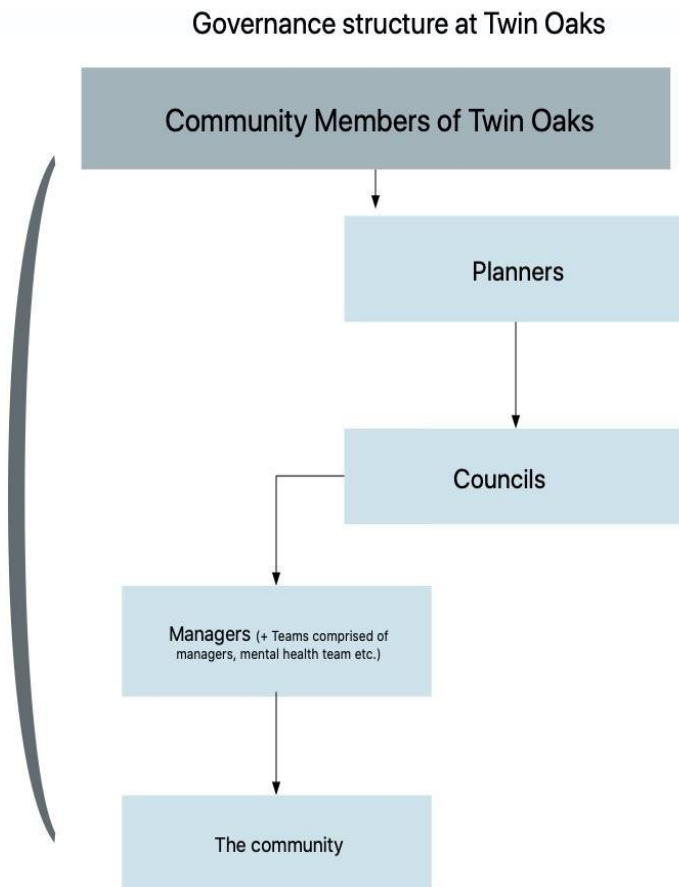 Governance structure at Twin Oaks
Community Members of Twin Oaks
Planners
Councils
Managers (+ Teams comprised of
managers, mental health team etc.)
The community